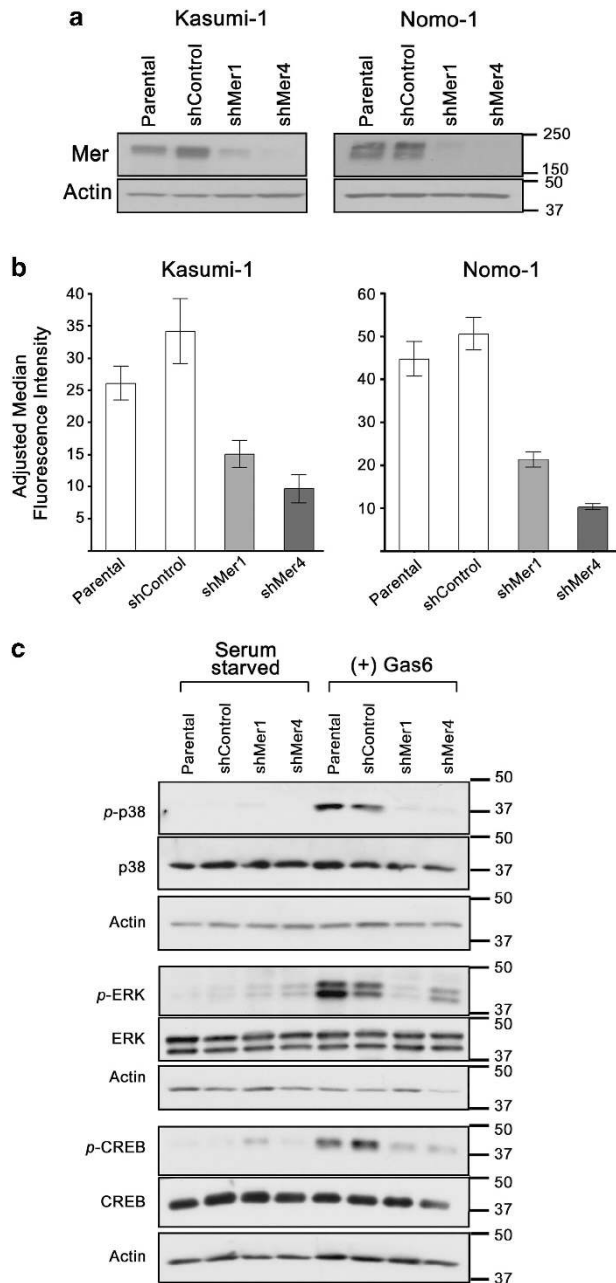 a
Kasumi-1 Nomo-1
Parental shControl shMer1 shMer4 Parental shControl shMer1 shMer4
Mer 250
150
Actin 50
37
b
Kasumi-1 Nomo-1
Adjusted Median
Fluorescence Intensity
40 60
35 50
30 40
25 30
20 20
15 10
10
5
Parental shControl shMer1 shMer4 Parental shControl shMer1 shMer4
c
Serum
starved (+) Gas6
Parental shControl shMer1 shMer4 Parental shControl shMer1 shMer4
50
p-p38 37
50
p38 37
50
Actin
37
50
p-ERK
37
50
ERK
37
50
Actin
37
50
p-CREB 37
50
CREB 37
50
Actin
37